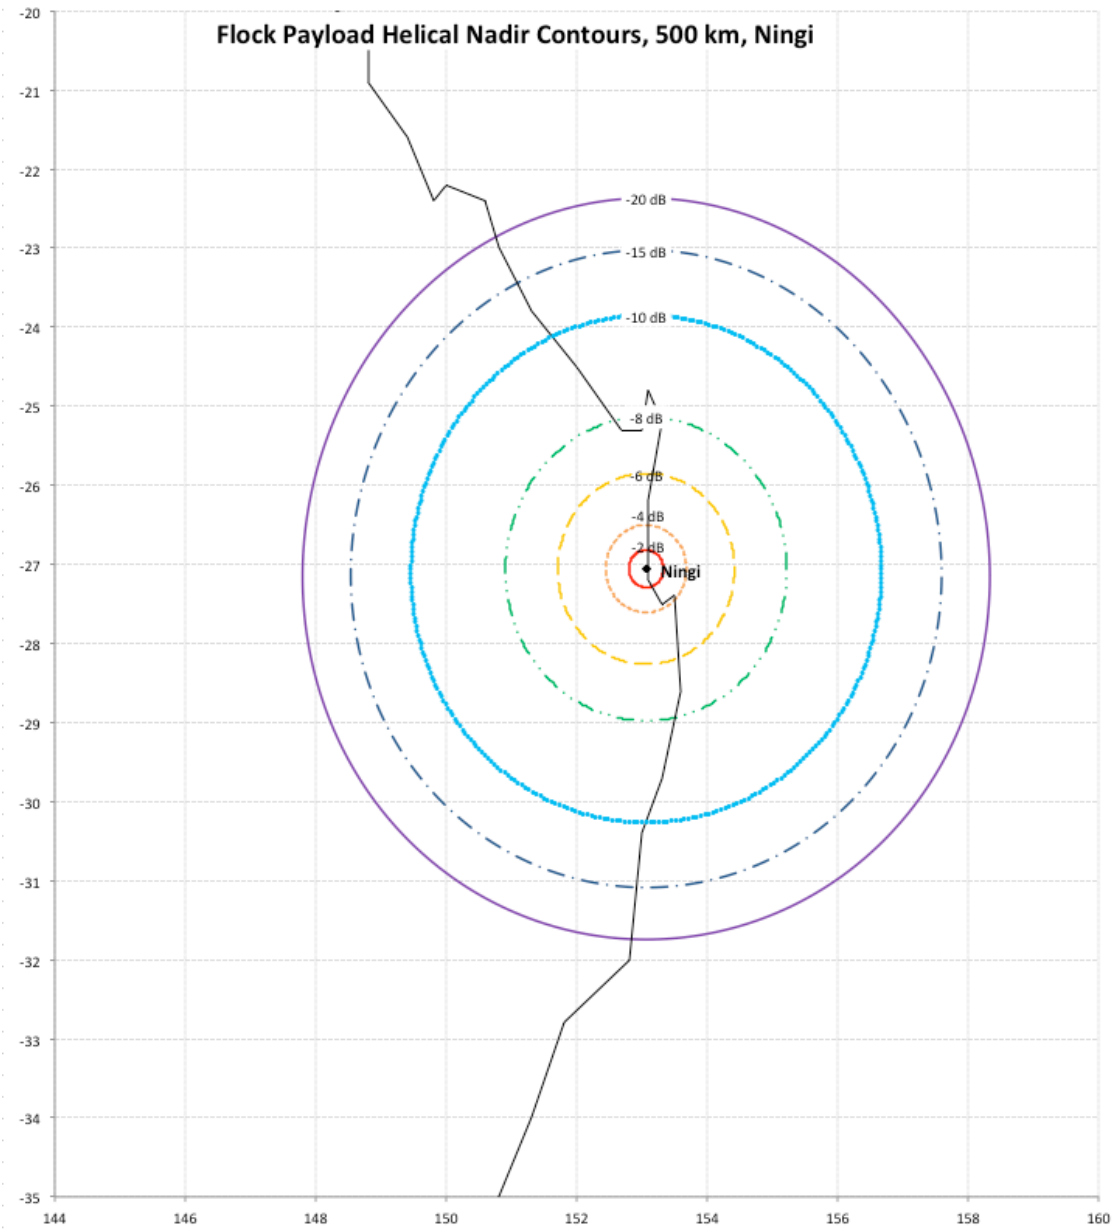 Flock Payload Helical Nadir Contours, 500 km, Ningi
-20
-21
-22
-23
-24
-25
-26
-27
-28
-29
-30
-31
-32
-33
-34
-35
-20 dB
-15 dB
-10 dB
-8 dB
-6 dB
-4 dB
-2 dB
Ningi
144 146 148 150 152 154 156 158 160